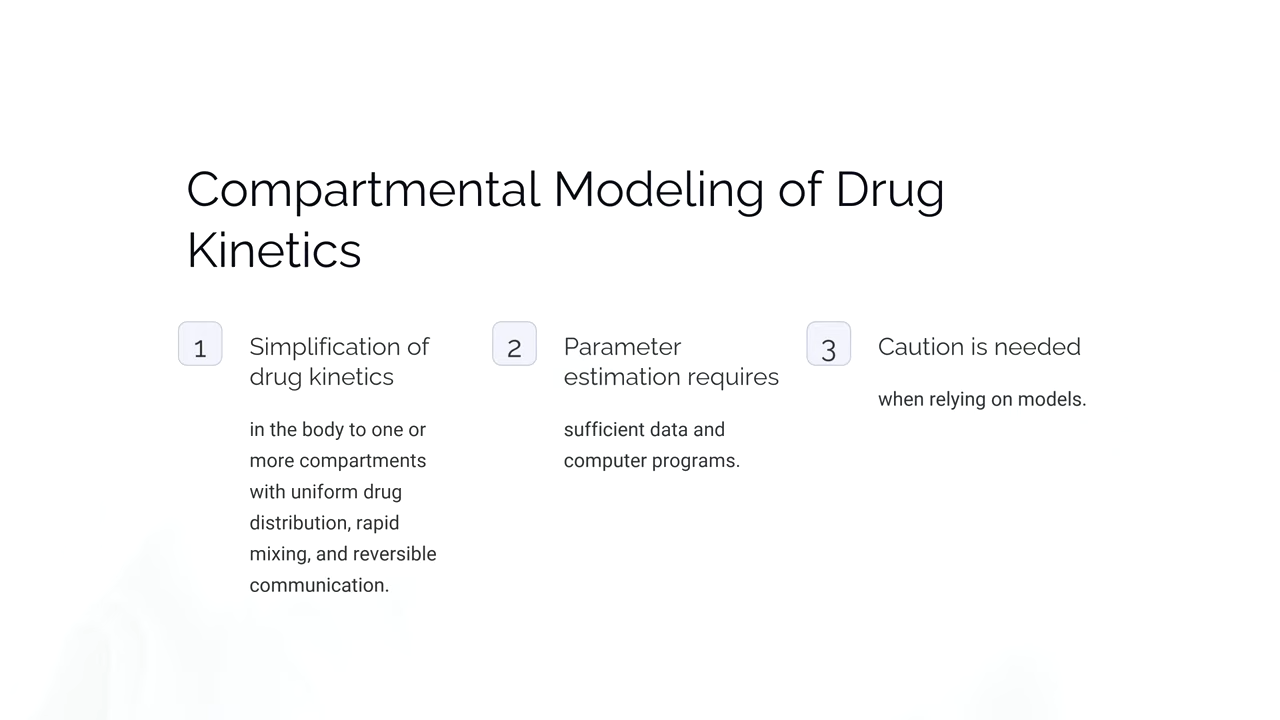 Compartmental Modeling of Drug
Kinetics
1
Simplification of
drug kinetics
in the body to one or
more compartments
with uniform drug
distribution, rapid
mixing, and reversible
communication.
2
Parameter
estimation requires
sufficient data and
computer programs.
3
Caution is needed
when relying on models.